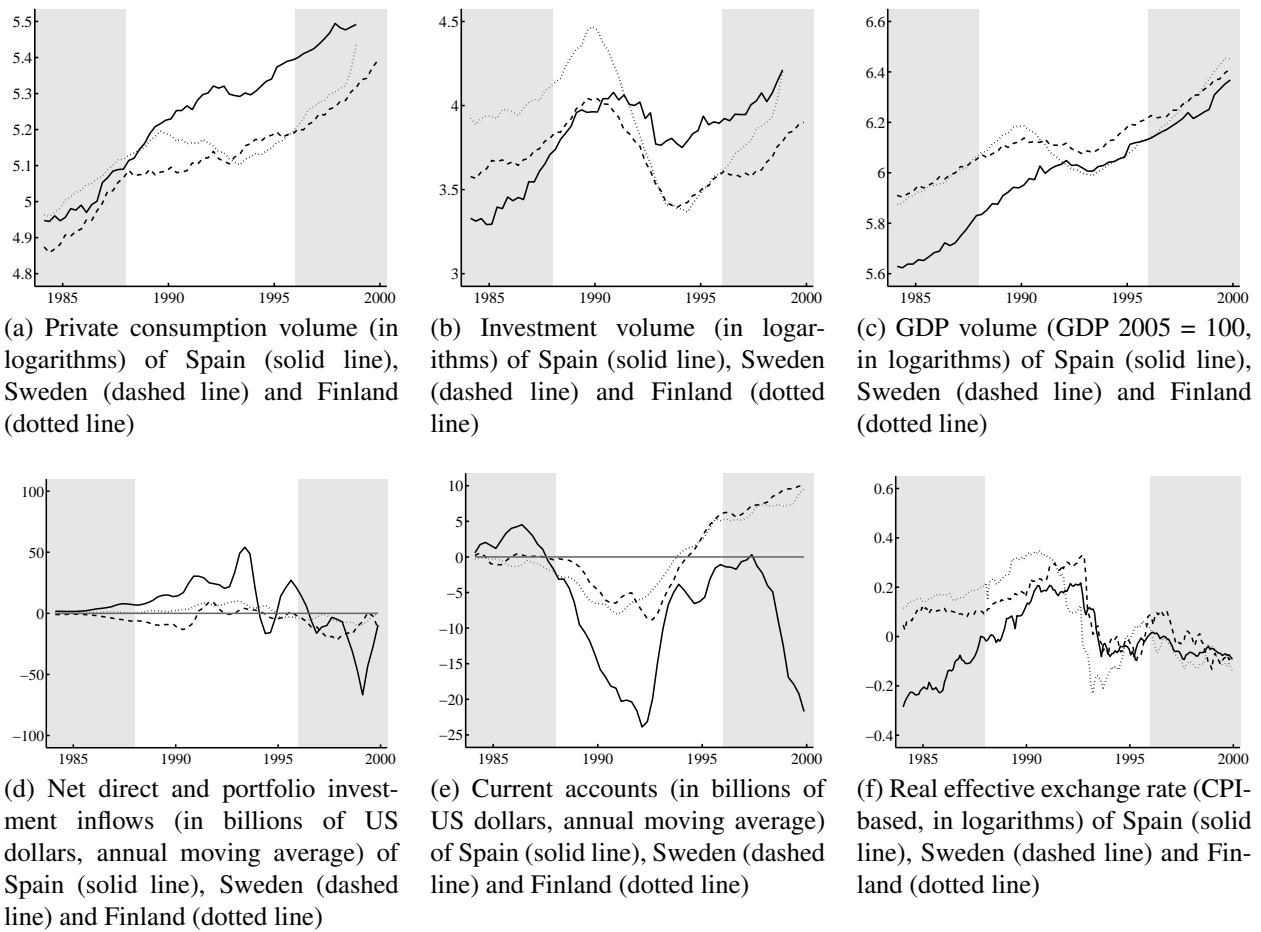 5.5
5.4
5.3
5.2
5.1
5
4.9
4.8
1985 1990 1995 2000
(a) Private consumption volume (in
logarithms) of Spain (solid line),
Sweden (dashed line) and Finland
(dotted line)
4.5
4
3.5
3
1985 1990 1995 2000
(b) Investment volume (in logar-
ithms) of Spain (solid line), Sweden
(dashed line) and Finland (dotted
line)
6.6
6.4
6.2
6
5.8
5.6
1985 1990 1995 2000
(c) GDP volume (GDP 2005 = 100,
in logarithms) of Spain (solid line),
Sweden (dashed line) and Finland
(dotted line)
100
50
0
−50
−100
1985 1990 1995 2000
(d) Net direct and portfolio invest-
ment inflows (in billions of US
dollars, annual moving average) of
Spain (solid line), Sweden (dashed
line) and Finland (dotted line)
10
5
0
−5
−10
−15
−20
−25
1985 1990 1995 2000
(e) Current accounts (in billions of
US dollars, annual moving average)
of Spain (solid line), Sweden (dashed
line) and Finland (dotted line)
0.6
0.4
0.2
0
−0.2
−0.4
1985 1990 1995 2000
(f) Real effective exchange rate (CPI-
based, in logarithms) of Spain (solid
line), Sweden (dashed line) and Fin-
land (dotted line)